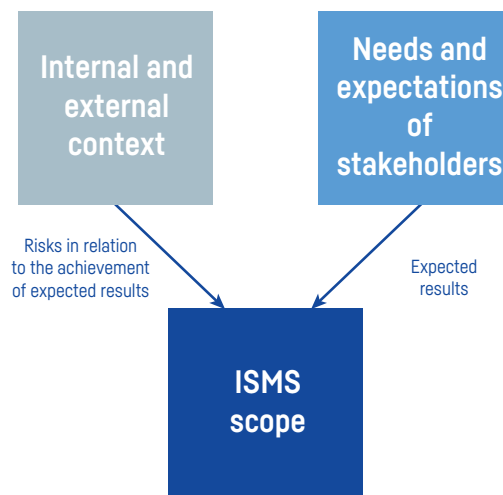 Internal and
external
context
Needs and
expectations
of
stakeholders
Risks in relation
to the achievement
of expected results
Expected
results
ISMS
scope